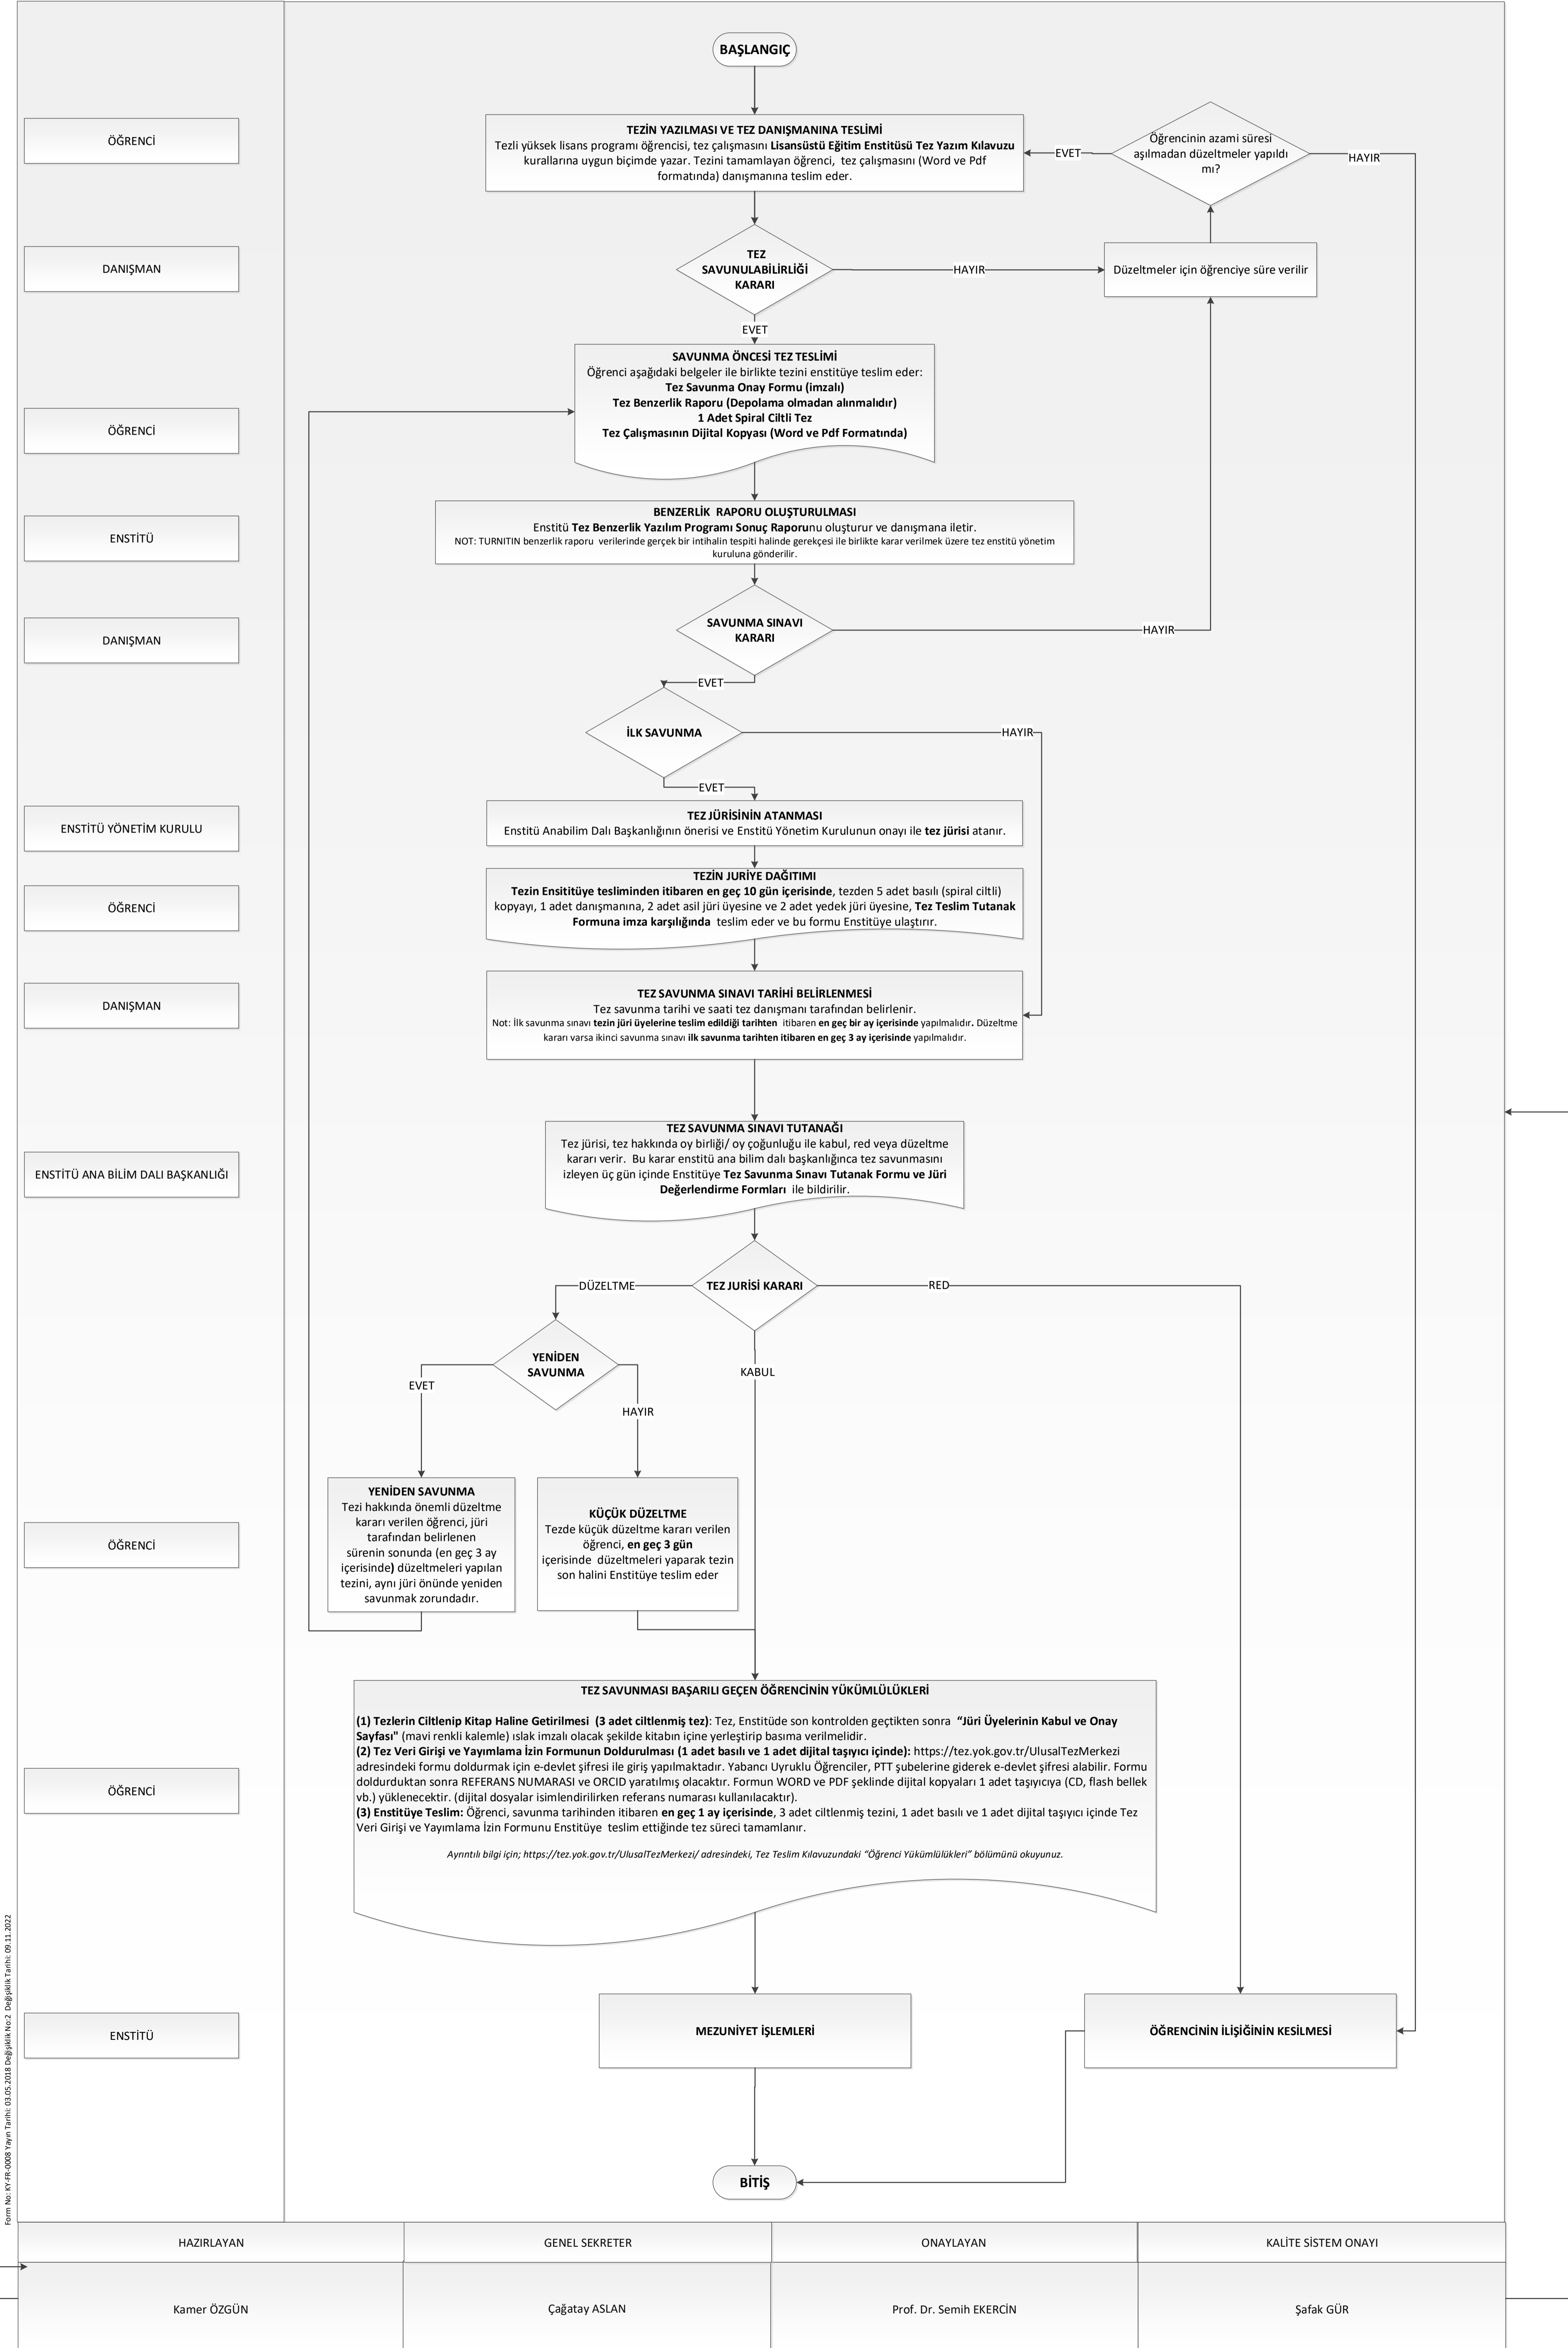 BAŞLANGIÇ
ÖĞRENCİ
TEZİN YAZILMASI VE TEZ DANIŞMANINA TESLİMİ
Tezli yüksek lisans programı öğrencisi, tez çalışmasını Lisansüstü Eğitim Enstitüsü Tez Yazım Kılavuzu
kurallarına uygun biçimde yazar. Tezini tamamlayan öğrenci, tez çalışmasını (Word ve Pdf
formatında) danışmanına teslim eder.
EVET
Öğrencinin azami süresi
aşılmadan düzeltmeler yapıldı
mı?
HAYIR
DANIŞMAN
TEZ
SAVUNULABİLİRLİĞİ
KARARI
HAYIR
Düzeltmeler için öğrenciye süre verilir
EVET
ÖĞRENCİ
SAVUNMA ÖNCESİ TEZ TESLİMİ
Öğrenci aşağıdaki belgeler ile birlikte tezini enstitüye teslim eder:
Tez Savunma Onay Formu (imzalı)
Tez Benzerlik Raporu (Depolama olmadan alınmalıdır)
1 Adet Spiral Ciltli Tez
Tez Çalışmasının Dijital Kopyası (Word ve Pdf Formatında)
ENSTİTÜ
BENZERLİK RAPORU OLUŞTURULMASI
Enstitü Tez Benzerlik Yazılım Programı Sonuç Raporunu oluşturur ve danışmana iletir.
NOT: TURNITIN benzerlik raporu verilerinde gerçek bir intihalin tespiti halinde gerekçesi ile birlikte karar verilmek üzere tez enstitü yönetim
kuruluna gönderilir.
DANIŞMAN
SAVUNMA SINAVI
KARARI
HAYIR
EVET
İLK SAVUNMA
HAYIR
EVET
ENSTİTÜ YÖNETİM KURULU
TEZ JÜRİSİNİN ATANMASI
Enstitü Anabilim Dalı Başkanlığının önerisi ve Enstitü Yönetim Kurulunun onayı ile tez jürisi atanır.
ÖĞRENCİ
TEZİN JURİYE DAĞITIMI
Tezin Ensititüye tesliminden itibaren en geç 10 gün içerisinde, tezden 5 adet basılı (spiral ciltli)
kopyayı, 1 adet danışmanına, 2 adet asil jüri üyesine ve 2 adet yedek jüri üyesine, Tez Teslim Tutanak
Formuna imza karşılığında teslim eder ve bu formu Enstitüye ulaştırır.
DANIŞMAN
TEZ SAVUNMA SINAVI TARİHİ BELİRLENMESİ
Tez savunma tarihi ve saati tez danışmanı tarafından belirlenir.
Not: İlk savunma sınavı tezin jüri üyelerine teslim edildiği tarihten itibaren en geç bir ay içerisinde yapılmalıdır. Düzeltme
kararı varsa ikinci savunma sınavı ilk savunma tarihten itibaren en geç 3 ay içerisinde yapılmalıdır.
ENSTİTÜ ANA BİLİM DALI BAŞKANLIĞI
TEZ SAVUNMA SINAVI TUTANAĞI
Tez jürisi, tez hakkında oy birliği/ oy çoğunluğu ile kabul, red veya düzeltme
kararı verir. Bu karar enstitü ana bilim dalı başkanlığınca tez savunmasını
izleyen üç gün içinde Enstitüye Tez Savunma Sınavı Tutanak Formu ve Jüri
Değerlendirme Formları ile bildirilir.
DÜZELTME
TEZ JURİSİ KARARI
RED
YENİDEN
SAVUNMA
KABUL
EVET
HAYIR
ÖĞRENCİ
YENİDEN SAVUNMA
Tezi hakkında önemli düzeltme
kararı verilen öğrenci, jüri
tarafından belirlenen
sürenin sonunda (en geç 3 ay
içerisinde) düzeltmeleri yapılan
tezini, aynı jüri önünde yeniden
savunmak zorundadır.
KÜÇÜK DÜZELTME
Tezde küçük düzeltme kararı verilen
öğrenci, en geç 3 gün
içerisinde düzeltmeleri yaparak tezin
son halini Enstitüye teslim eder
ÖĞRENCİ
TEZ SAVUNMASI BAŞARILI GEÇEN ÖĞRENCİNİN YÜKÜMLÜLÜKLERİ
(1) Tezlerin Ciltlenip Kitap Haline Getirilmesi (3 adet ciltlenmiş tez): Tez, Enstitüde son kontrolden geçtikten sonra “Jüri Üyelerinin Kabul ve Onay
Sayfası" (mavi renkli kalemle) ıslak imzalı olacak şekilde kitabın içine yerleştirip basıma verilmelidir.
(2) Tez Veri Girişi ve Yayımlama İzin Formunun Doldurulması (1 adet basılı ve 1 adet dijital taşıyıcı içinde): https://tez.yok.gov.tr/UlusalTezMerkezi
adresindeki formu doldurmak için e-devlet şifresi ile giriş yapılmaktadır. Yabancı Uyruklu Öğrenciler, PTT şubelerine giderek e-devlet şifresi alabilir. Formu
doldurduktan sonra REFERANS NUMARASI ve ORCID yaratılmış olacaktır. Formun WORD ve PDF şeklinde dijital kopyaları 1 adet taşıyıcıya (CD, flash bellek
vb.) yüklenecektir. (dijital dosyalar isimlendirilirken referans numarası kullanılacaktır).
(3) Enstitüye Teslim: Öğrenci, savunma tarihinden itibaren en geç 1 ay içerisinde, 3 adet ciltlenmiş tezini, 1 adet basılı ve 1 adet dijital taşıyıcı içinde Tez
Veri Girişi ve Yayımlama İzin Formunu Enstitüye teslim ettiğinde tez süreci tamamlanır.
Ayrıntılı bilgi için; https://tez.yok.gov.tr/UlusalTezMerkezi/ adresindeki, Tez Teslim Kılavuzundaki “Öğrenci Yükümlülükleri” bölümünü okuyunuz.
ENSTİTÜ
MEZUNİYET İŞLEMLERİ
ÖĞRENCİNİN İLİŞİĞİNİN KESİLMESİ
BİTİŞ
Form No: KY-FR-0008 Yayın Tarihi: 03.05.2018 Değişiklik No:2 Değişiklik Tarihi: 09.11.2022
HAZIRLAYAN
GENEL SEKRETER
ONAYLAYAN
KALİTE SİSTEM ONAYI
Kamer ÖZGÜN
Çağatay ASLAN
Prof. Dr. Semih EKERCİN
Şafak GÜR